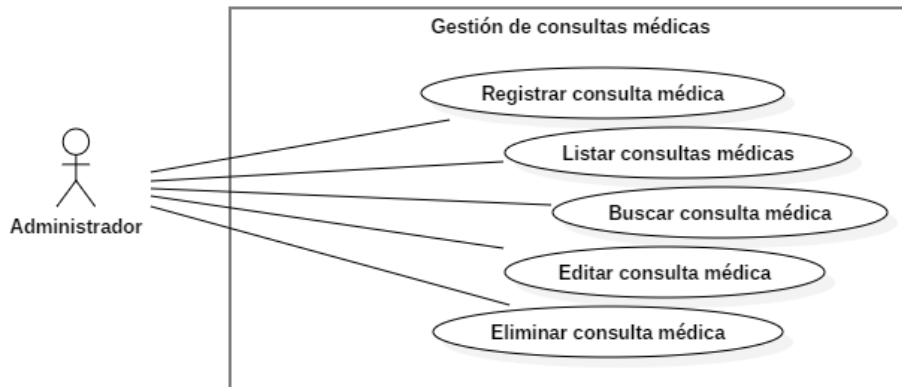 Gestión de consultas médicas
Registrar consulta médica
Listar consultas médicas
Buscar consulta médica
Administrador
Editar consulta médica
Eliminar consulta médica